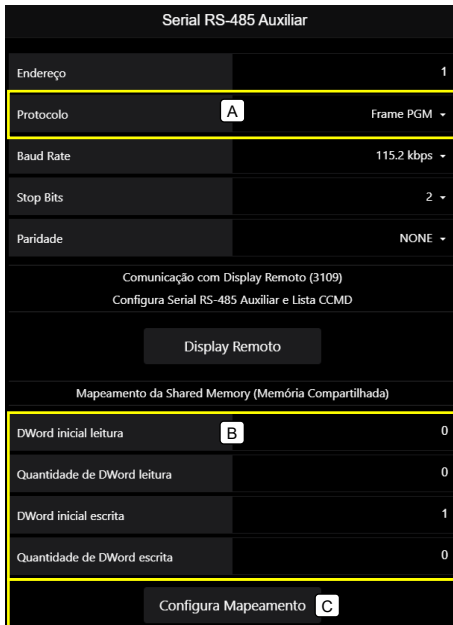 Serial RS-485 Auxiliar
Endereço 1
Protocolo A Frame PGM
Baud Rate 115.2 kbps
Stop Bits 2
Paridade NONE
Comunicação com Display Remoto (3109)
Configura Serial RS-485 Auxiliar e Lista CCMD
Display Remoto
Mapeamento da Shared Memory (Memória Compartilhada)
DWord inicial leitura B 0
Quantidade de DWord leitura 0
DWord inicial escrita 1
Quantidade de DWord escrita 0
Configura Mapeamento C